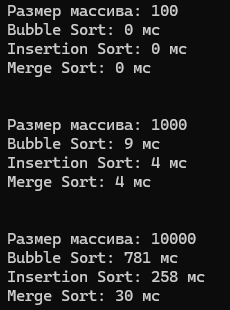 Размер массива: 100
Bubble Sort: 0 мс
Insertion Sort: 0 мс
Merge Sort: 0 мс
Размер массива: 1000
Bubble Sort: 9 мс
Insertion Sort: 4 мс
Merge Sort: 4 мс
Размер массива: 10000
Bubble Sort: 781 мс
Insertion Sort: 258 мс
Merge Sort: 30 мс